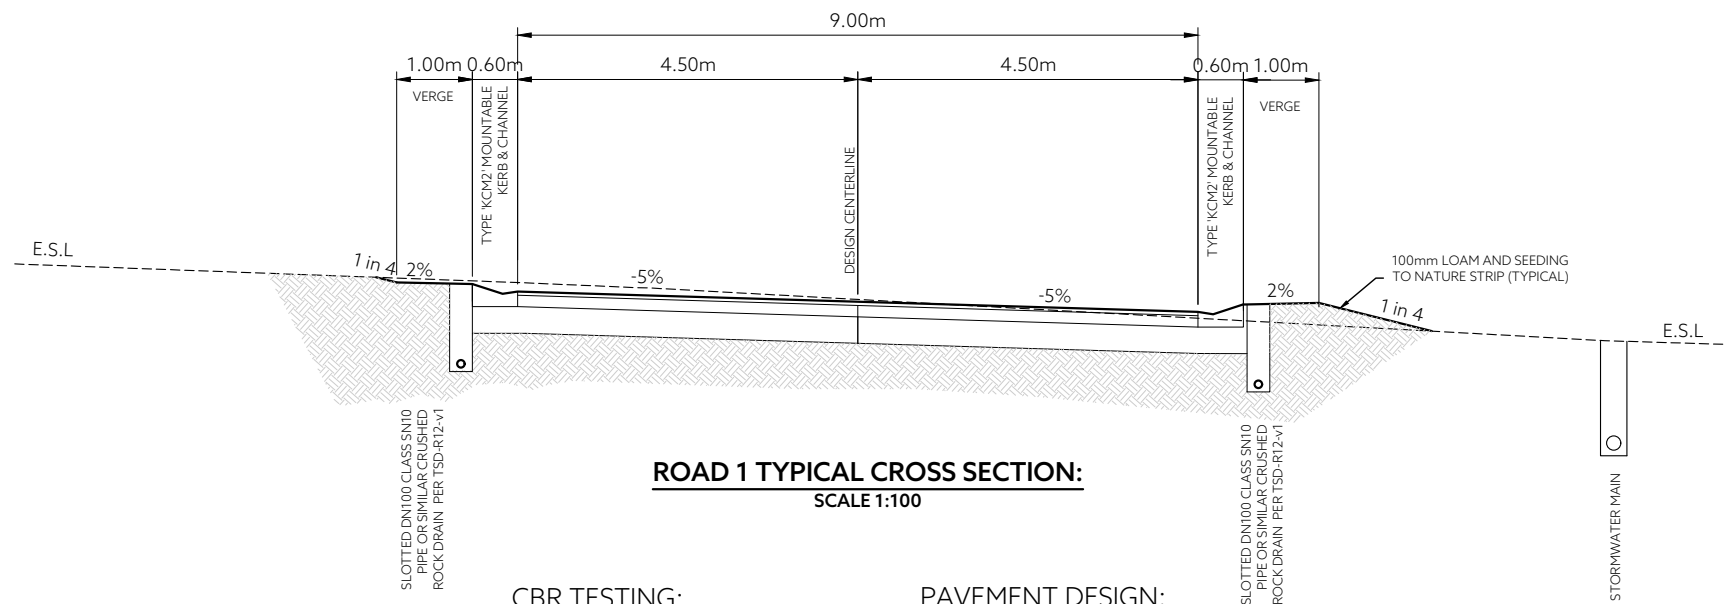 9.00m
1.00m
0.60m
4.50m
4.50m
0.60m
1.00m
VERGE
TYPE 'KCM2' MOUNTABLE
KERB & CHANNEL
DESIGN CENTERLINE
TYPE 'KCM2' MOUNTABLE
KERB & CHANNEL
VERGE
E.S.L
1 in 4
2%
-5%
-5%
2%
100mm LOAM AND SEEDING
TO NATURE STRIP (TYPICAL)
1 in 4
E.S.L
SLOTTED DN100 CLASS SN10
PIPE OR SIMILAR CRUSHED
ROCK DRAIN PER TSD-R12-v1
ROAD 1 TYPICAL CROSS SECTION:
SCALE 1:100
SLOTTED DN100 CLASS SN10
PIPE OR SIMILAR CRUSHED
ROCK DRAIN PER TSD-R12-v1
STORMWATER MAIN
CBR TESTING:
PAVEMENT DESIGN: